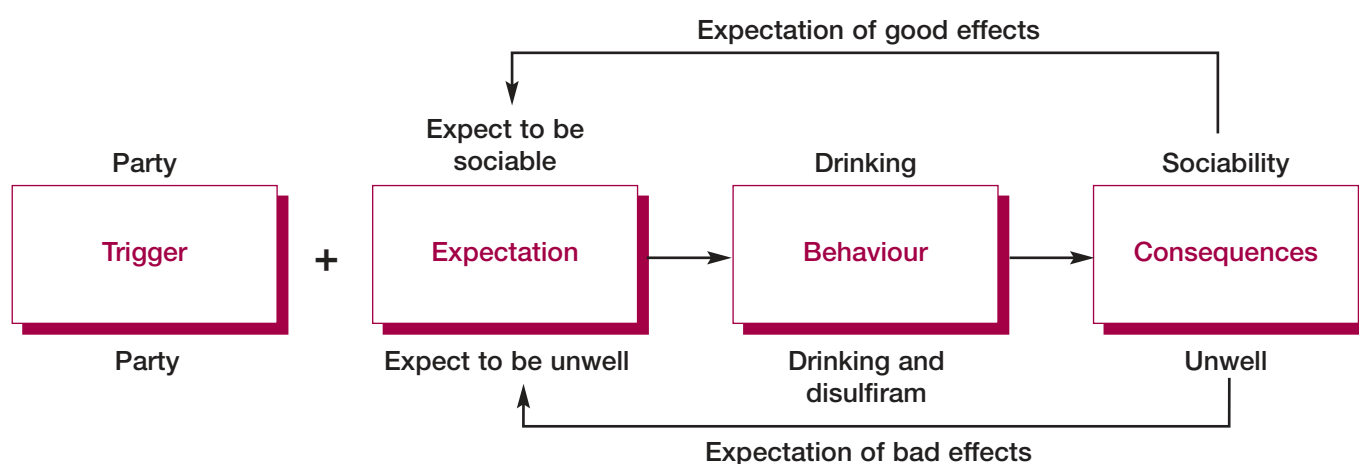 Expectation of good effects
Expect to be
sociable
Party
Drinking
Sociability
Trigger
+
Expectation
Behaviour
Consequences
Party
Expect to be unwell
Drinking and
disulfiram
Unwell
Expectation of bad effects